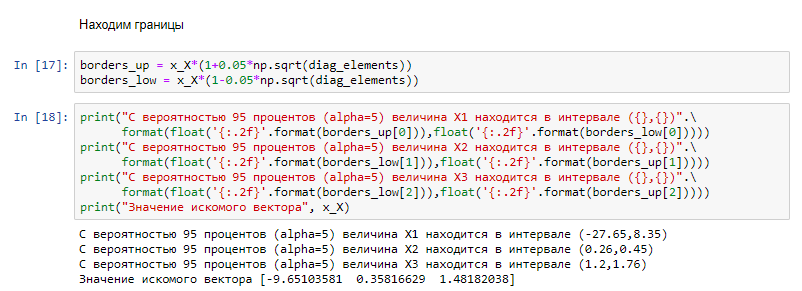 Находим границы
In [17]: borders_up = x_X*(1+0.05*np.sqrt(diag_elements))
borders_low = x_X*(1-0.05*np.sqrt(diag_elements))
In [18]: print("С вероятностью 95 процентов (alpha=5) величина X1 находится в интервале ({},{})".\
format(float('{:.2f}'.format(borders_up[0])),float('{:.2f}'.format(borders_low[0]))))
print("С вероятностью 95 процентов (alpha=5) величина X2 находится в интервале ({},{})".\
format(float('{:.2f}'.format(borders_low[1])),float('{:.2f}'.format(borders_up[1]))))
print("С вероятностью 95 процентов (alpha=5) величина X3 находится в интервале ({},{})".\
format(float('{:.2f}'.format(borders_low[2])),float('{:.2f}'.format(borders_up[2]))))
print("Значение искомого вектора", x_X)
С вероятностью 95 процентов (alpha=5) величина X1 находится в интервале (-27.65,8.35)
С вероятностью 95 процентов (alpha=5) величина X2 находится в интервале (0.26,0.45)
С вероятностью 95 процентов (alpha=5) величина X3 находится в интервале (1.2,1.76)
Значение искомого вектора [-9.65103581 0.35816629 1.48182038]